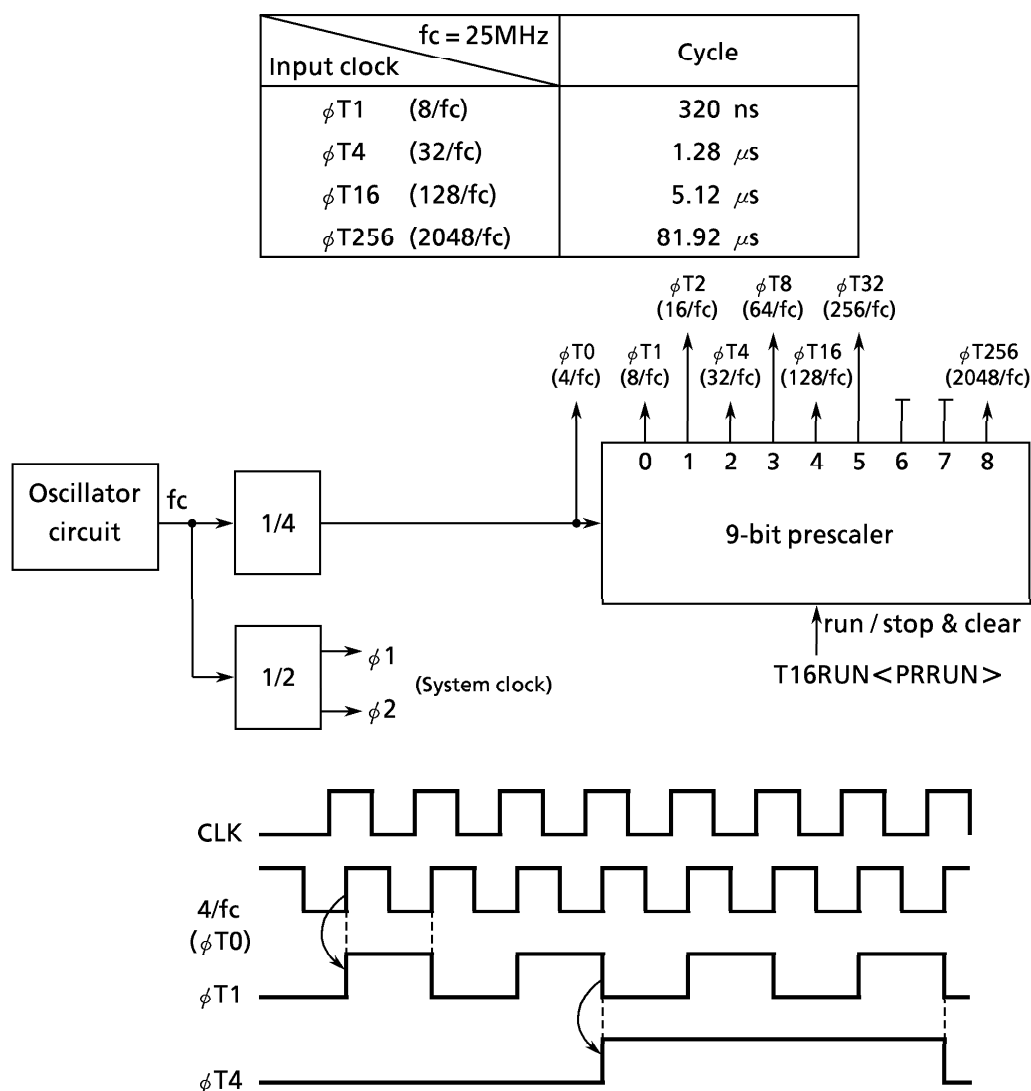 fc = 25MHz
Input clock
Cycle
ϕT1 (8/fc) 320 ns
ϕT4 (32/fc) 1.28 μs
ϕT16 (128/fc) 5.12 μs
ϕT256 (2048/fc) 81.92 μs
ϕT2 ϕT8 ϕT32
(16/fc) (64/fc) (256/fc)
ϕT0 ϕT1 ϕT4 ϕT16 ϕT256
(4/fc) (8/fc) (32/fc) (128/fc) (2048/fc)
0 1 2 3 4 5 6 7 8
Oscillator
circuit
fc
1/4
9-bit prescaler
run / stop & clear
T16RUN<PRRUN>
1/2
ϕ1
(System clock)
ϕ2
CLK
4/fc
(ϕT0)
ϕT1
ϕT4